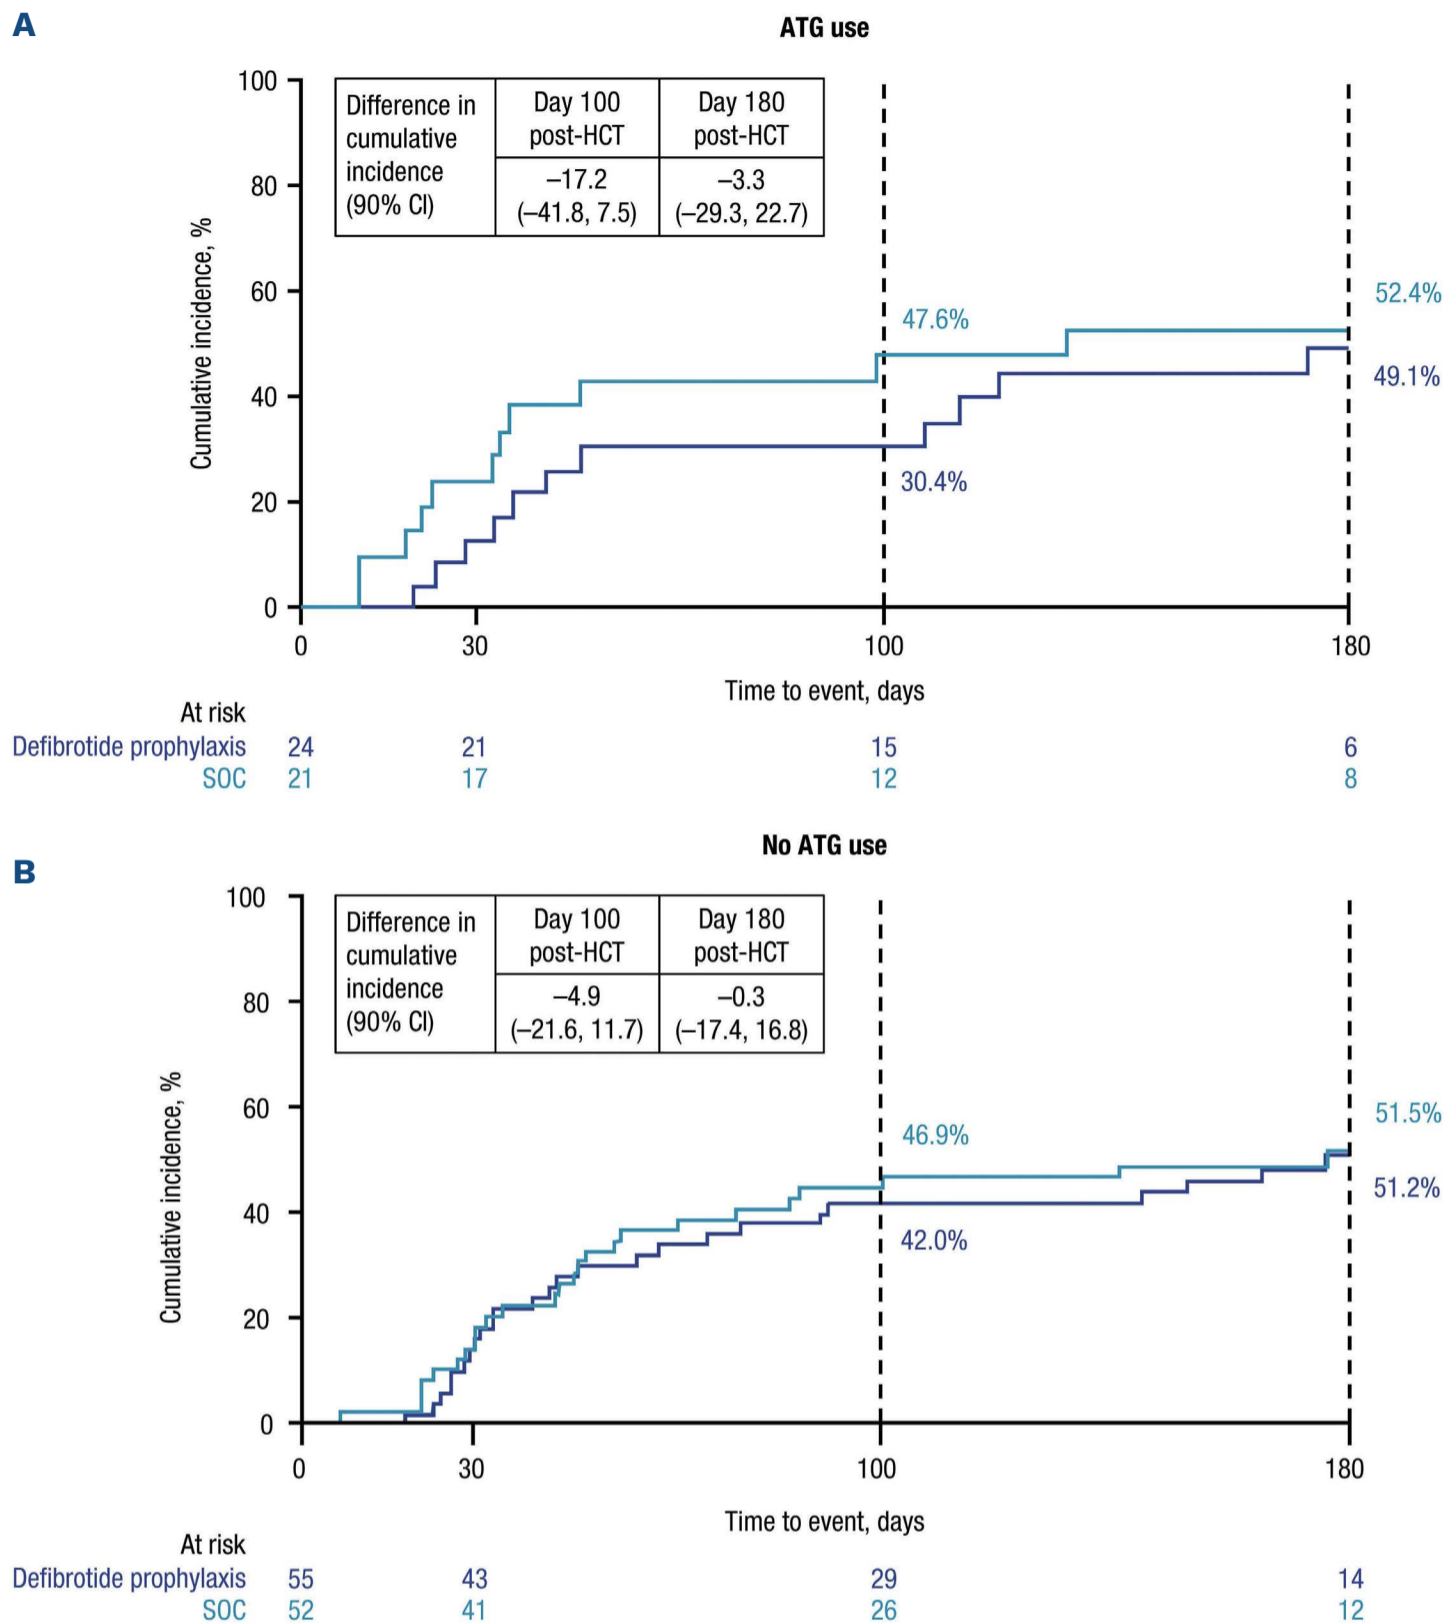 A
ATG use
100
80
60
40
20
0
Cumulative incidence, %
Difference in
cumulative
incidence
(90% CI)
Day 100
post-HCT
Day 180
post-HCT
–17.2
(–41.8, 7.5)
–3.3
(–29.3, 22.7)
47.6%
30.4%
52.4%
49.1%
0 30 100 180
Time to event, days
At risk
Defibrotide prophylaxis 24 21 15 6
SOC 21 17 12 8
B
No ATG use
100
80
60
40
20
0
Cumulative incidence, %
Difference in
cumulative
incidence
(90% CI)
Day 100
post-HCT
Day 180
post-HCT
–4.9
(–21.6, 11.7)
–0.3
(–17.4, 16.8)
46.9%
42.0%
51.5%
51.2%
0 30 100 180
Time to event, days
At risk
Defibrotide prophylaxis 55 43 29 14
SOC 52 41 26 12